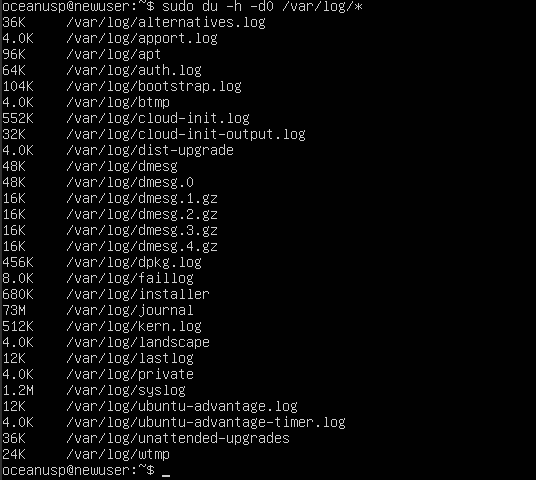 oceanusp@newuser:~$ sudo du -h -d0 /var/log/*
36K /var/log/alternatives.log
4.0K /var/log/apport.log
96K /var/log/apt
64K /var/log/auth.log
104K /var/log/bootstrap.log
4.0K /var/log/btmp
552K /var/log/cloud-init.log
32K /var/log/cloud-init-output.log
4.0K /var/log/dist-upgrade
48K /var/log/dmesg
48K /var/log/dmesg.0
16K /var/log/dmesg.1.gz
16K /var/log/dmesg.2.gz
16K /var/log/dmesg.3.gz
16K /var/log/dmesg.4.gz
456K /var/log/dpkg.log
8.0K /var/log/faillog
680K /var/log/installer
73M /var/log/journal
512K /var/log/kern.log
4.0K /var/log/landscape
12K /var/log/lastlog
4.0K /var/log/private
1.2M /var/log/syslog
12K /var/log/ubuntu-advantage.log
4.0K /var/log/ubuntu-advantage-timer.log
36K /var/log/unattended-upgrades
24K /var/log/wtmp
oceanusp@newuser:~$ _